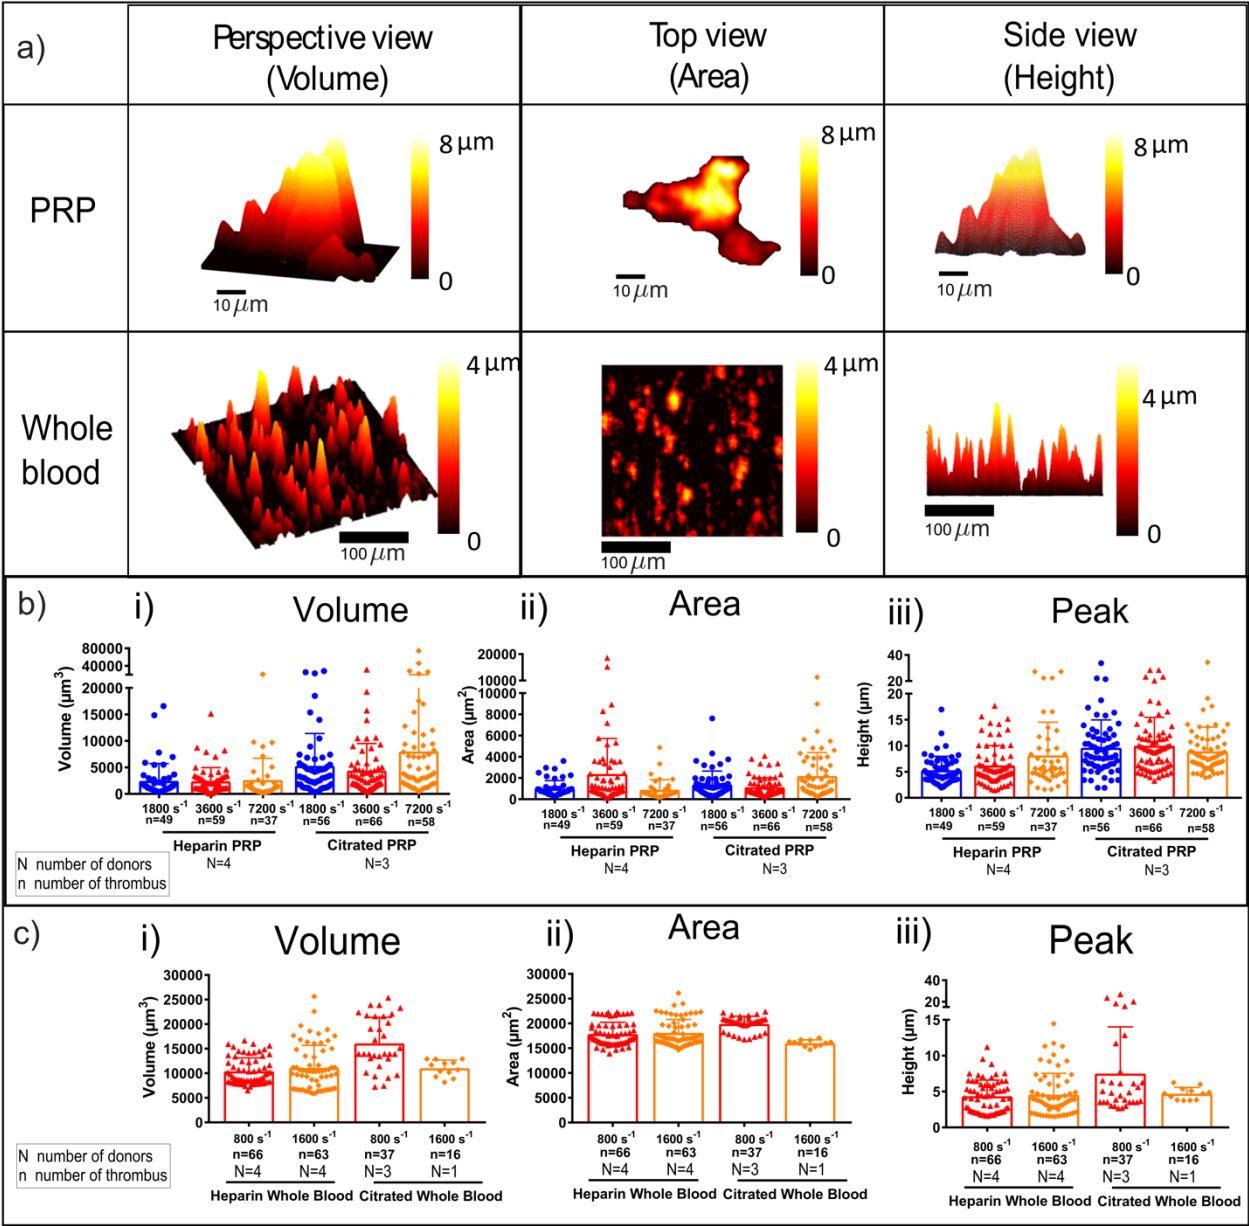 a)
Perspective view
(Volume)
Top view
(Area)
Side view
(Height)
PRP
8 μm
0
10 μm
8 μm
0
10 μm
8 μm
0
10 μm
Whole
blood
4 μm
0
100 μm
4 μm
0
100 μm
4 μm
0
100 μm
b)
i)
Volume
Volume (μm³)
80000
40000
20000
15000
10000
5000
0
1800 s⁻¹ 3600 s⁻¹ 7200 s⁻¹ 1800 s⁻¹ 3600 s⁻¹ 7200 s⁻¹
n=49 n=59 n=37 n=56 n=66 n=58
Heparin PRP Citrated PRP
N=4 N=3
N number of donors
n number of thrombus
ii)
Area
Area (μm²)
20000
10000
10000
8000
6000
4000
2000
0
1800 s⁻¹ 3600 s⁻¹ 7200 s⁻¹ 1800 s⁻¹ 3600 s⁻¹ 7200 s⁻¹
n=49 n=59 n=37 n=56 n=66 n=58
Heparin PRP Citrated PRP
N=4 N=3
iii)
Peak
Height (μm)
40
20
20
15
10
5
0
1800 s⁻¹ 3600 s⁻¹ 7200 s⁻¹ 1800 s⁻¹ 3600 s⁻¹ 7200 s⁻¹
n=49 n=59 n=37 n=56 n=66 n=58
Heparin PRP Citrated PRP
N=4 N=3
c)
i)
Volume
Volume (μm³)
30000
25000
20000
15000
10000
5000
0
800 s⁻¹ 1600 s⁻¹ 800 s⁻¹ 1600 s⁻¹
n=66 n=63 n=37 n=16
N=4 N=4 N=3 N=1
Heparin Whole Blood Citrated Whole Blood
N number of donors
n number of thrombus
ii)
Area
Area (μm²)
30000
25000
20000
15000
10000
5000
0
800 s⁻¹ 1600 s⁻¹ 800 s⁻¹ 1600 s⁻¹
n=66 n=63 n=37 n=16
N=4 N=4 N=3 N=1
Heparin Whole Blood Citrated Whole Blood
iii)
Peak
Height (μm)
40
20
15
10
5
0
800 s⁻¹ 1600 s⁻¹ 800 s⁻¹ 1600 s⁻¹
n=66 n=63 n=37 n=16
N=4 N=4 N=3 N=1
Heparin Whole Blood Citrated Whole Blood